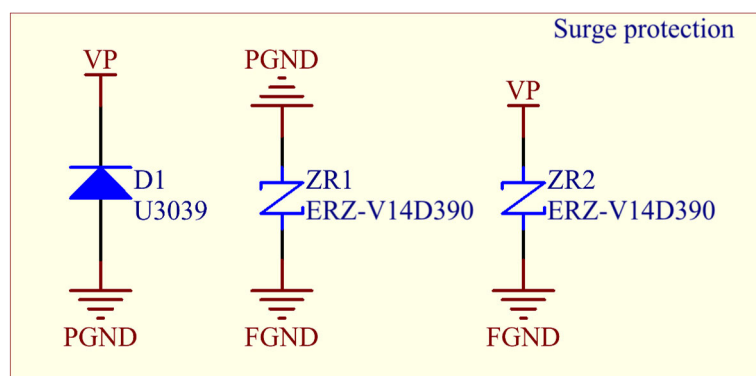 Surge protection
VP
PGND
VP
D1
U3039
ZR1
ERZ-V14D390
ZR2
ERZ-V14D390
PGND
FGND
FGND